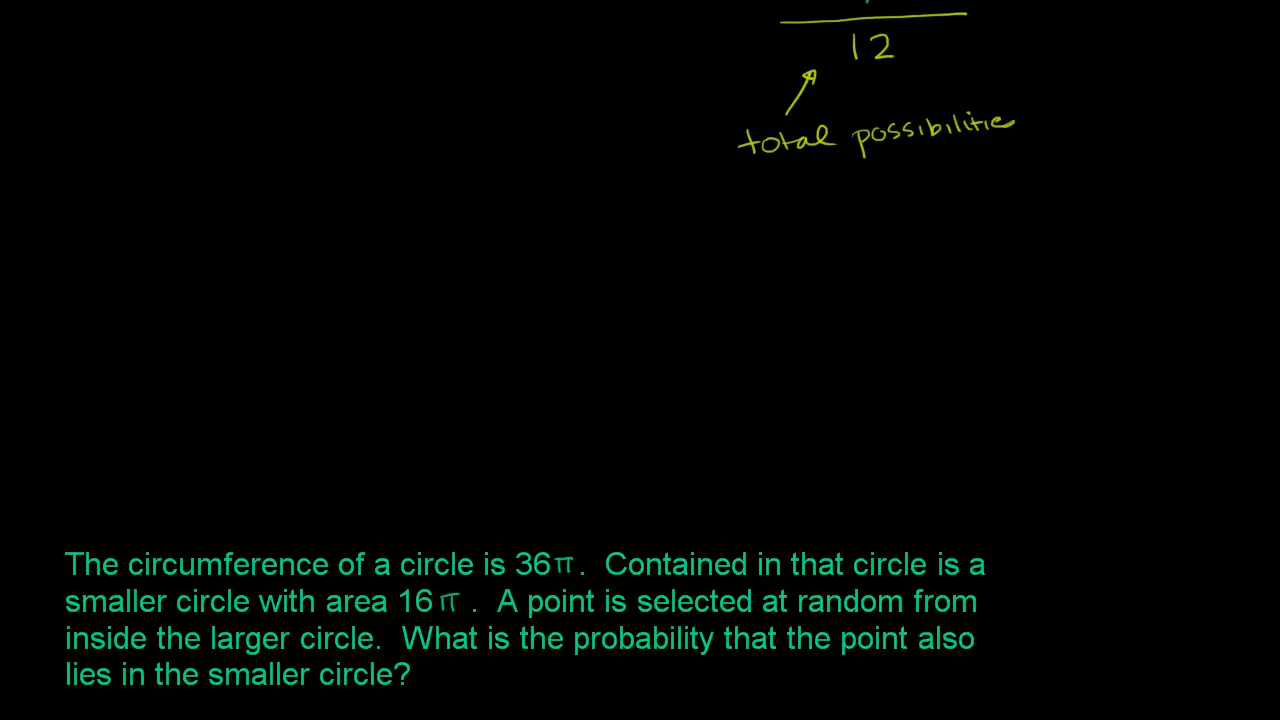 12
total possibilitie
The circumference of a circle is 36π. Contained in that circle is a
smaller circle with area 16π . A point is selected at random from
inside the larger circle. What is the probability that the point also
lies in the smaller circle?